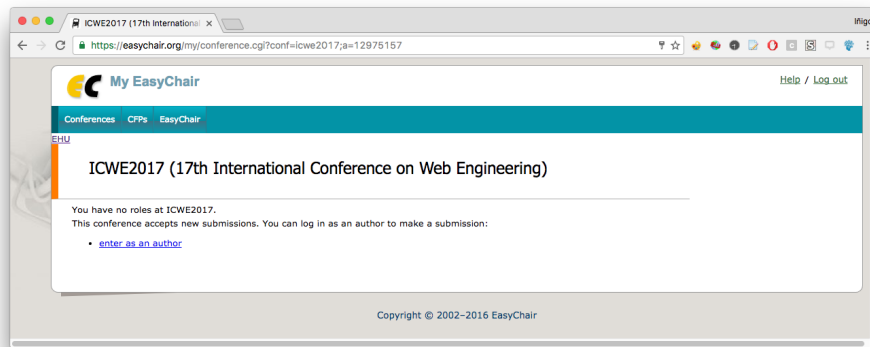 ICWE2017 (17th International
Iñigo
https://easychair.org/my/conference.cgi?conf=icwe2017;a=12975157
EC My EasyChair
Help / Log out
Conferences CFPs EasyChair
EHU
ICWE2017 (17th International Conference on Web Engineering)
You have no roles at ICWE2017.
This conference accepts new submissions. You can log in as an author to make a submission:
• enter as an author
Copyright © 2002–2016 EasyChair